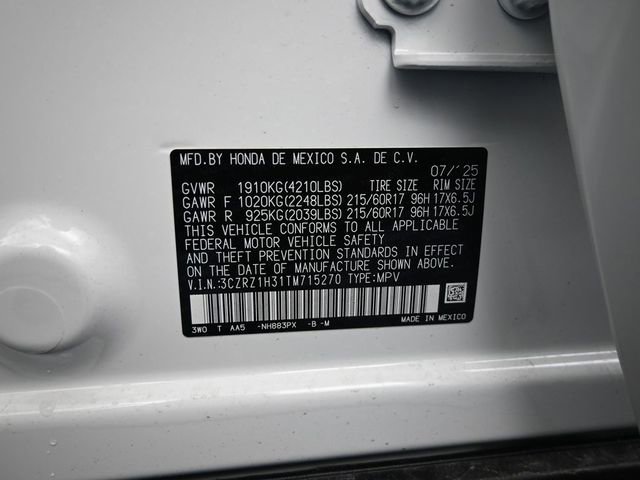 MFD.BY HONDA DE MEXICO S.A. DE C.V.
07/'25
GVWR 1910KG(4210LBS) TIRE SIZE RIM SIZE
GAWR F 1020KG(2248LBS) 215/60R17 96H 17X6.5J
GAWR R 925KG(2039LBS) 215/60R17 96H 17X6.5J
THIS VEHICLE CONFORMS TO ALL APPLICABLE
FEDERAL MOTOR VEHICLE SAFETY
AND THEFT PREVENTION STANDARDS IN EFFECT
ON THE DATE OF MANUFACTURE SHOWN ABOVE.
V.I.N.:3CZRZ1H31TM715270 TYPE:MPV
3W0 T AA5 -NH883PX -B -M MADE IN MEXICO